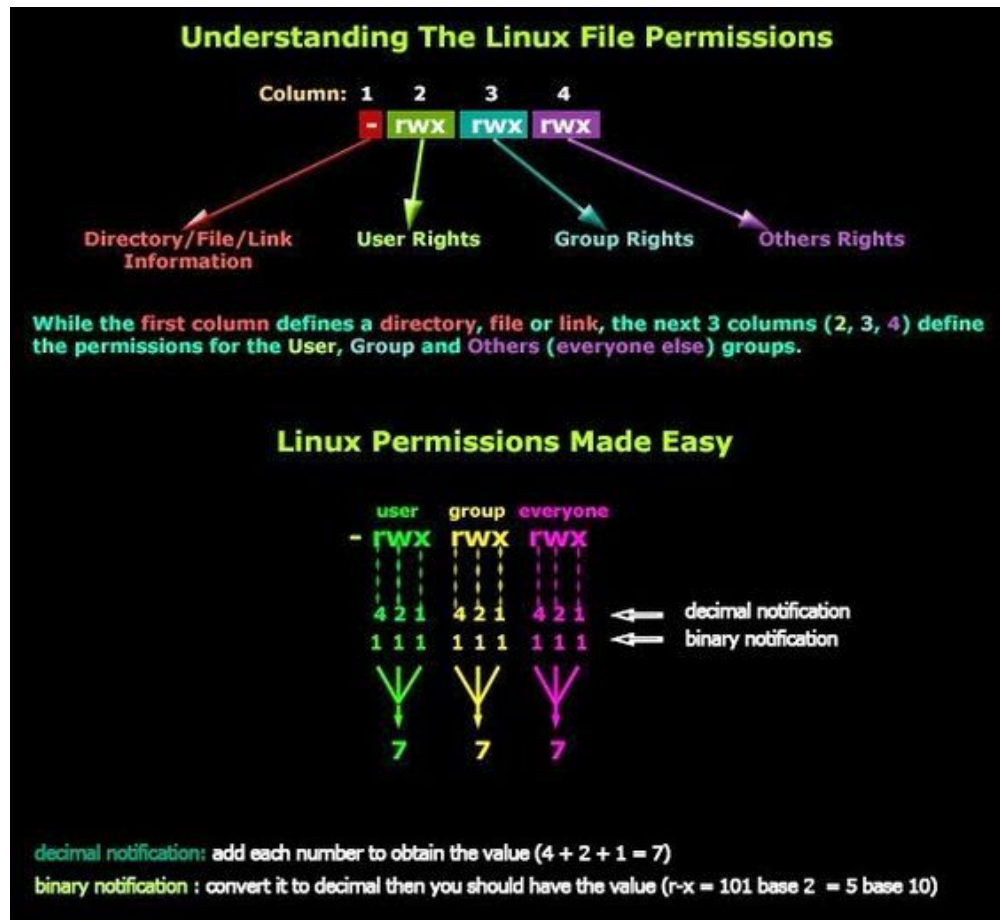 Understanding The Linux File Permissions
Column: 1 2 3 4
- rwx rwx rwx
Directory/File/Link
Information
User Rights
Group Rights
Others Rights
While the first column defines a directory, file or link, the next 3 columns (2, 3, 4) define
the permissions for the User, Group and Others (everyone else) groups.
Linux Permissions Made Easy
user group everyone
- rwx rwx rwx
4 2 1 4 2 1 4 2 1 decimal notification
1 1 1 1 1 1 1 1 1 binary notification
7 7 7
decimal notification: add each number to obtain the value (4 + 2 + 1 = 7)
binary notification : convert it to decimal then you should have the value (r-x = 101 base 2 = 5 base 10)